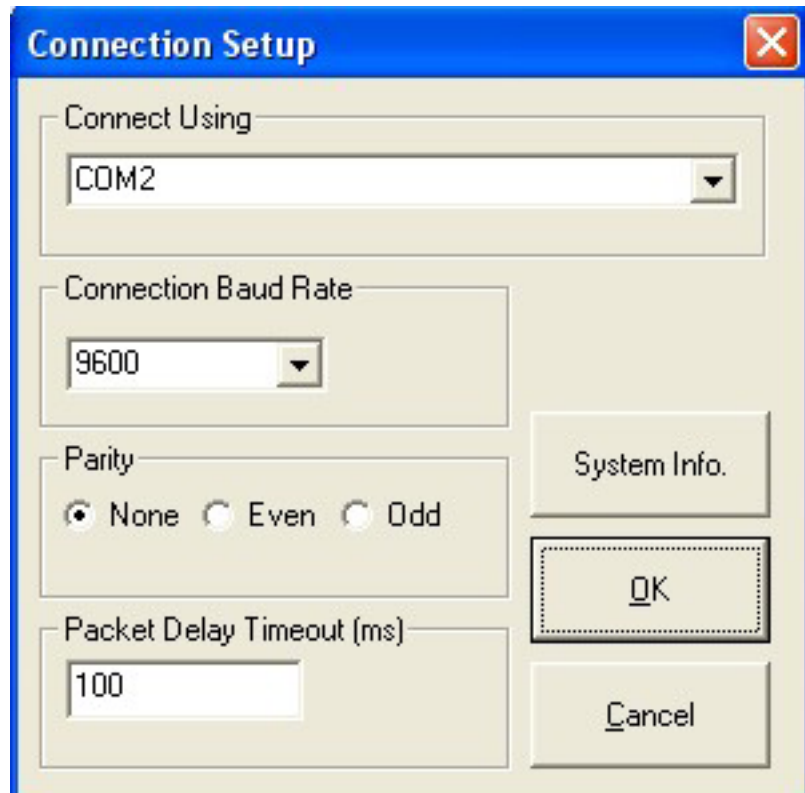 Connection Setup
Connect Using
COM2
Connection Baud Rate
9600
Parity
None Even Odd
Packet Delay Timeout (ms)
100
System Info.
OK
Cancel